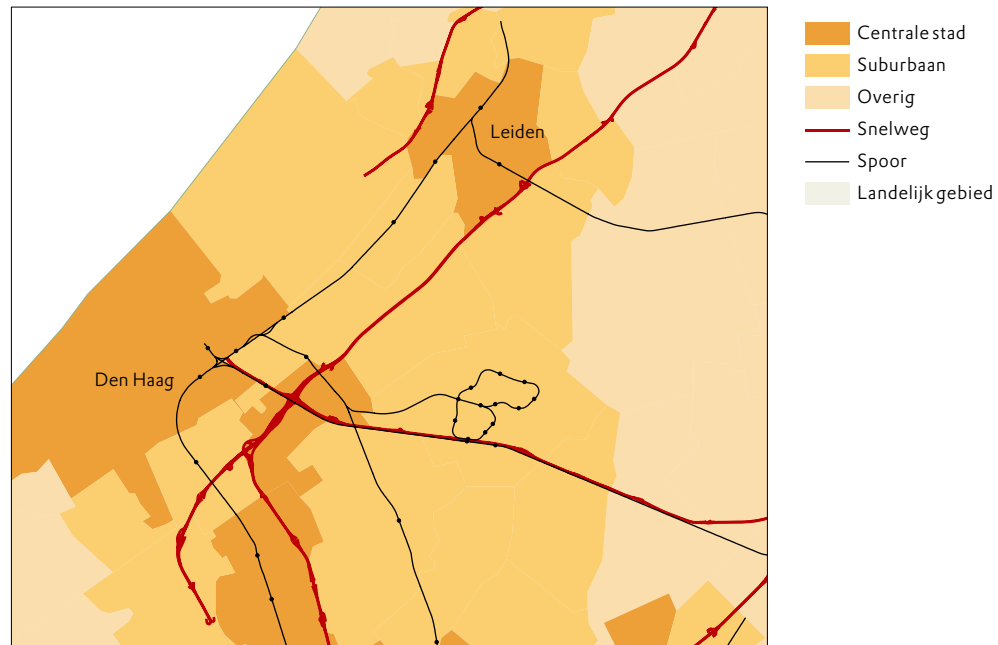 Centrale stad
Suburbaan
Overig
Snelweg
Spoor
Landelijk gebied
Leiden
Den Haag